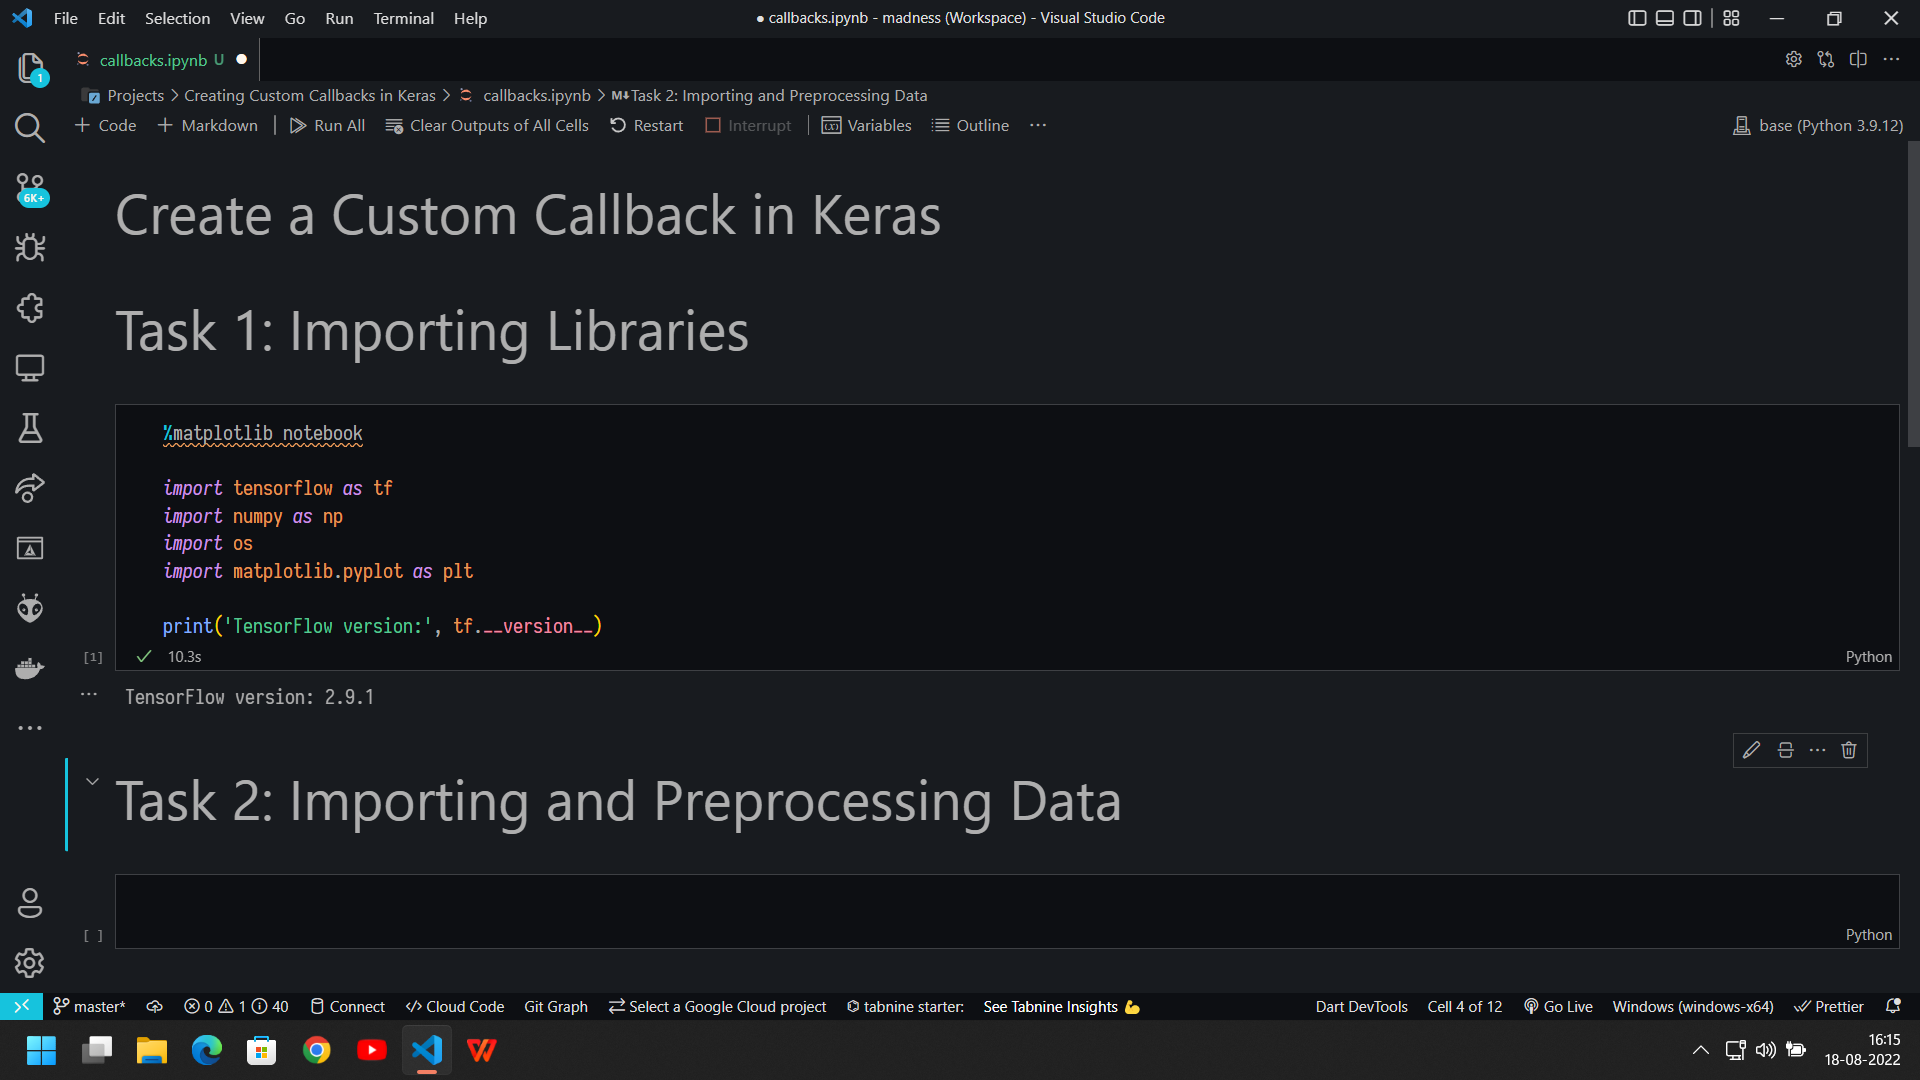 File Edit Selection View Go Run Terminal Help
● callbacks.ipynb - madness (Workspace) - Visual Studio Code
callbacks.ipynb U
1
Projects > Creating Custom Callbacks in Keras > callbacks.ipynb > M↓Task 2: Importing and Preprocessing Data
+ Code + Markdown | Run All Clear Outputs of All Cells Restart Interrupt | Variables Outline ···
base (Python 3.9.12)
6K+
Create a Custom Callback in Keras
Task 1: Importing Libraries
%matplotlib notebook
import tensorflow as tf
import numpy as np
import os
import matplotlib.pyplot as plt
print('TensorFlow version:', tf.__version__)
[1] ✓ 10.3s
Python
TensorFlow version: 2.9.1
Task 2: Importing and Preprocessing Data
[ ]
Python
master* 0 1 40 Connect Cloud Code Git Graph Select a Google Cloud project tabnine starter: See Tabnine Insights 💪
Dart DevTools Cell 4 of 12 Go Live Windows (windows-x64) Prettier
16:15
18-08-2022